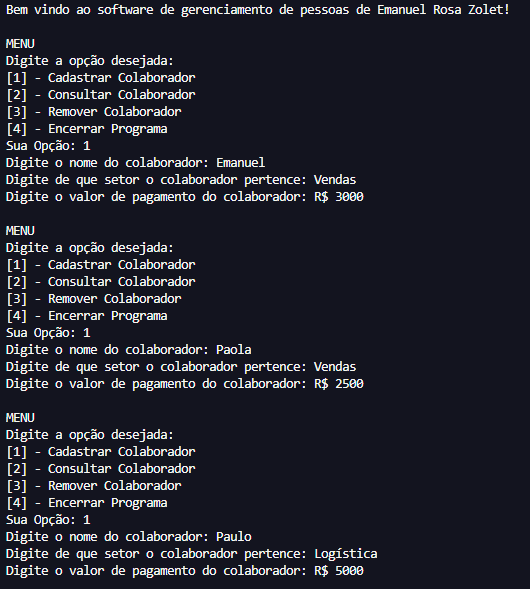 Bem vindo ao software de gerenciamento de pessoas de Emanuel Rosa Zolet!
MENU
Digite a opção desejada:
[1] - Cadastrar Colaborador
[2] - Consultar Colaborador
[3] - Remover Colaborador
[4] - Encerrar Programa
Sua Opção: 1
Digite o nome do colaborador: Emanuel
Digite de que setor o colaborador pertence: Vendas
Digite o valor de pagamento do colaborador: R$ 3000
MENU
Digite a opção desejada:
[1] - Cadastrar Colaborador
[2] - Consultar Colaborador
[3] - Remover Colaborador
[4] - Encerrar Programa
Sua Opção: 1
Digite o nome do colaborador: Paola
Digite de que setor o colaborador pertence: Vendas
Digite o valor de pagamento do colaborador: R$ 2500
MENU
Digite a opção desejada:
[1] - Cadastrar Colaborador
[2] - Consultar Colaborador
[3] - Remover Colaborador
[4] - Encerrar Programa
Sua Opção: 1
Digite o nome do colaborador: Paulo
Digite de que setor o colaborador pertence: Logística
Digite o valor de pagamento do colaborador: R$ 5000